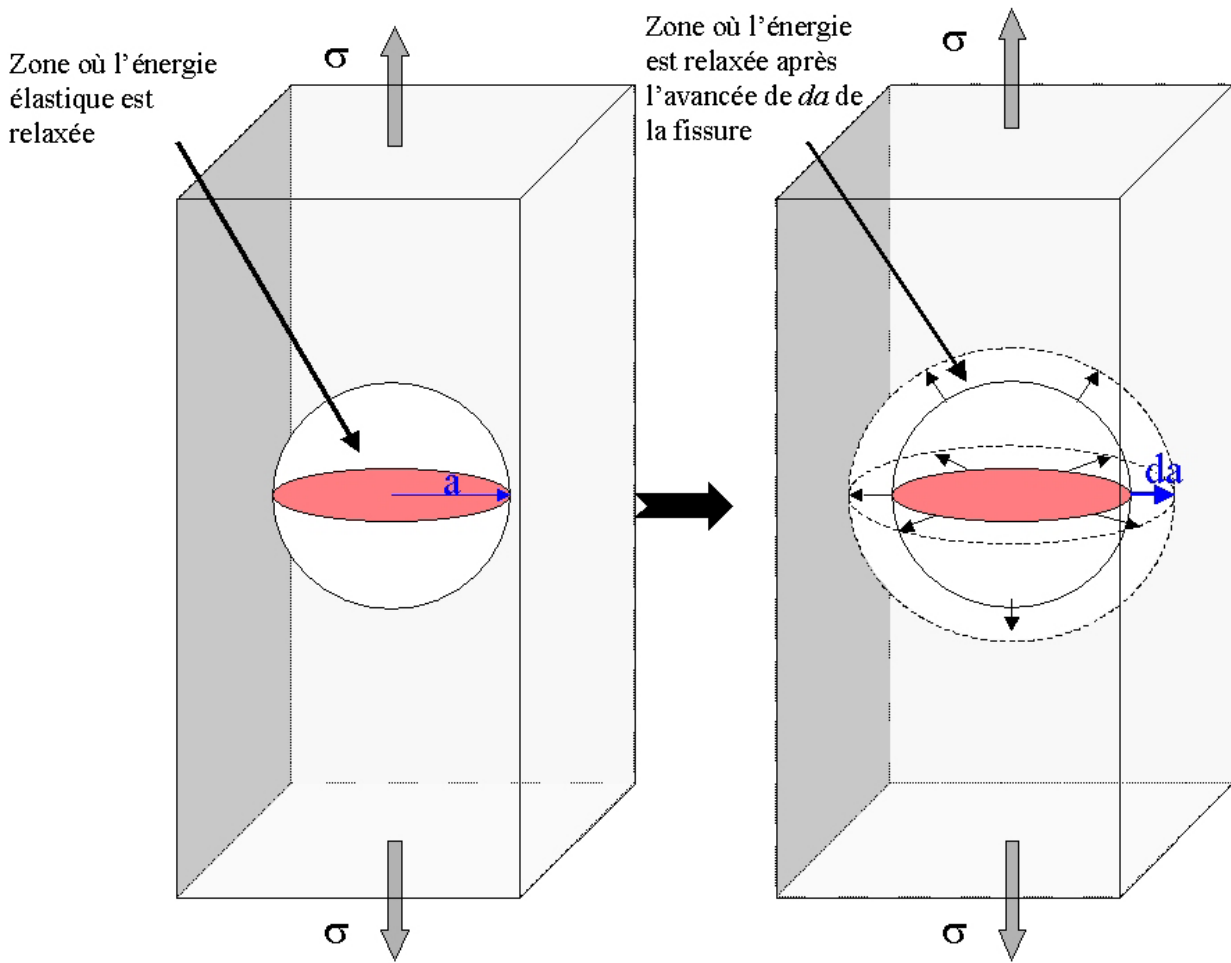 Zone où l'énergie
élastique est
relaxée
σ
a
σ
Zone où l'énergie
est relaxée après
l'avancée de da de
la fissure
σ
da
σ